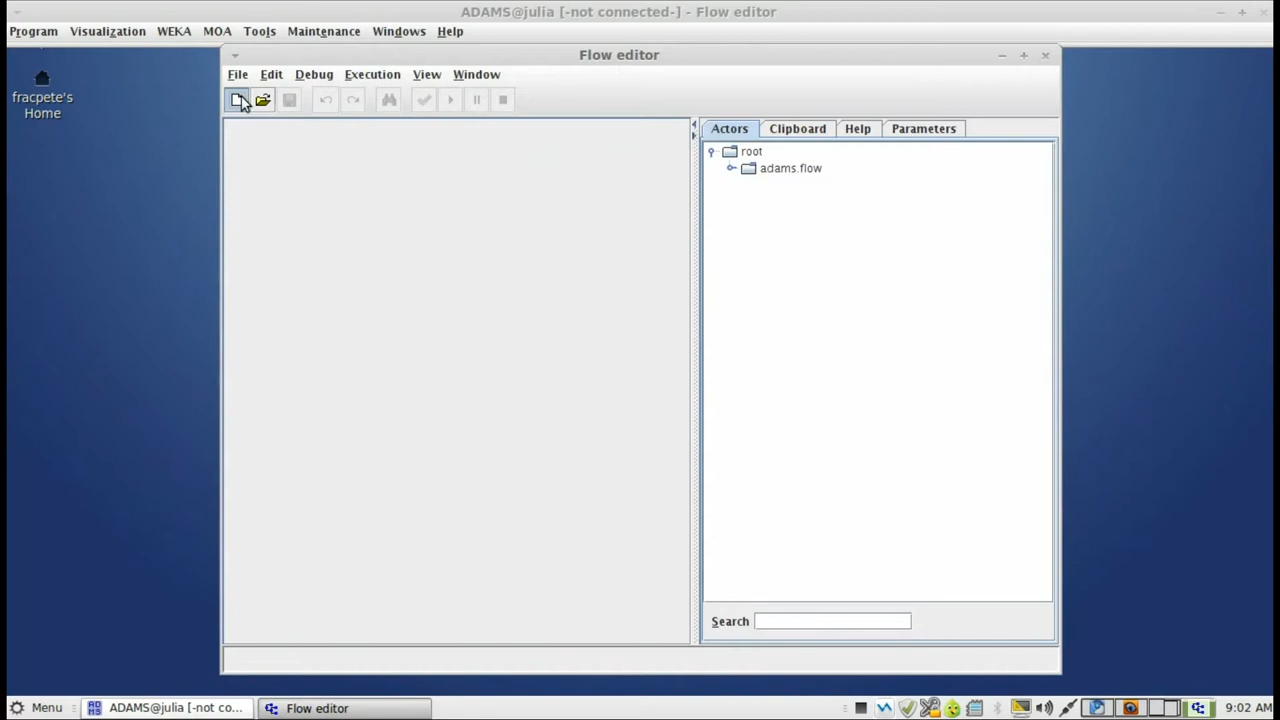 ADAMS@julia [-not connected-] - Flow editor
Program Visualization WEKA MOA Tools Maintenance Windows Help
fracpete's
Home
Flow editor
File Edit Debug Execution View Window
Actors Clipboard Help Parameters
root
adams.flow
Search
Menu ADAMS@julia [-not co... Flow editor 9:02 AM